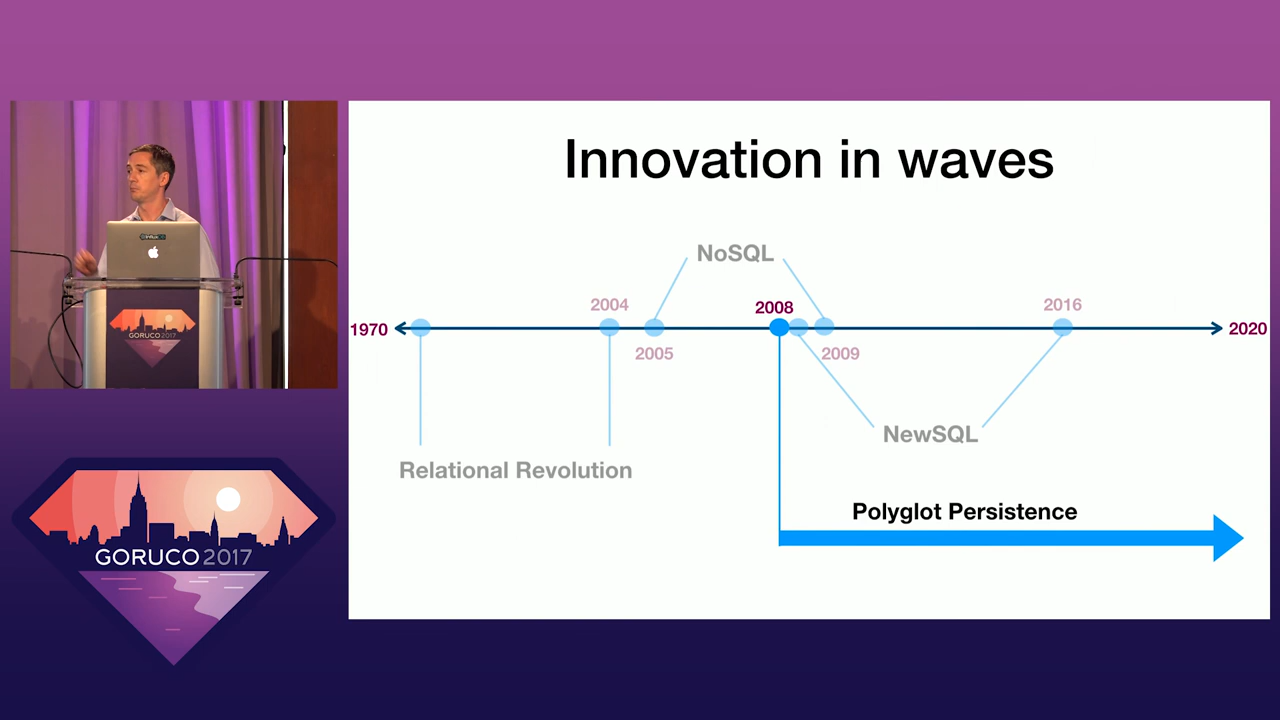 Innovation in waves
NoSQL
2004
2008
2016
1970
2020
2005
2009
NewSQL
Relational Revolution
Polyglot Persistence
GORUCO 2017
GORUCO 2017